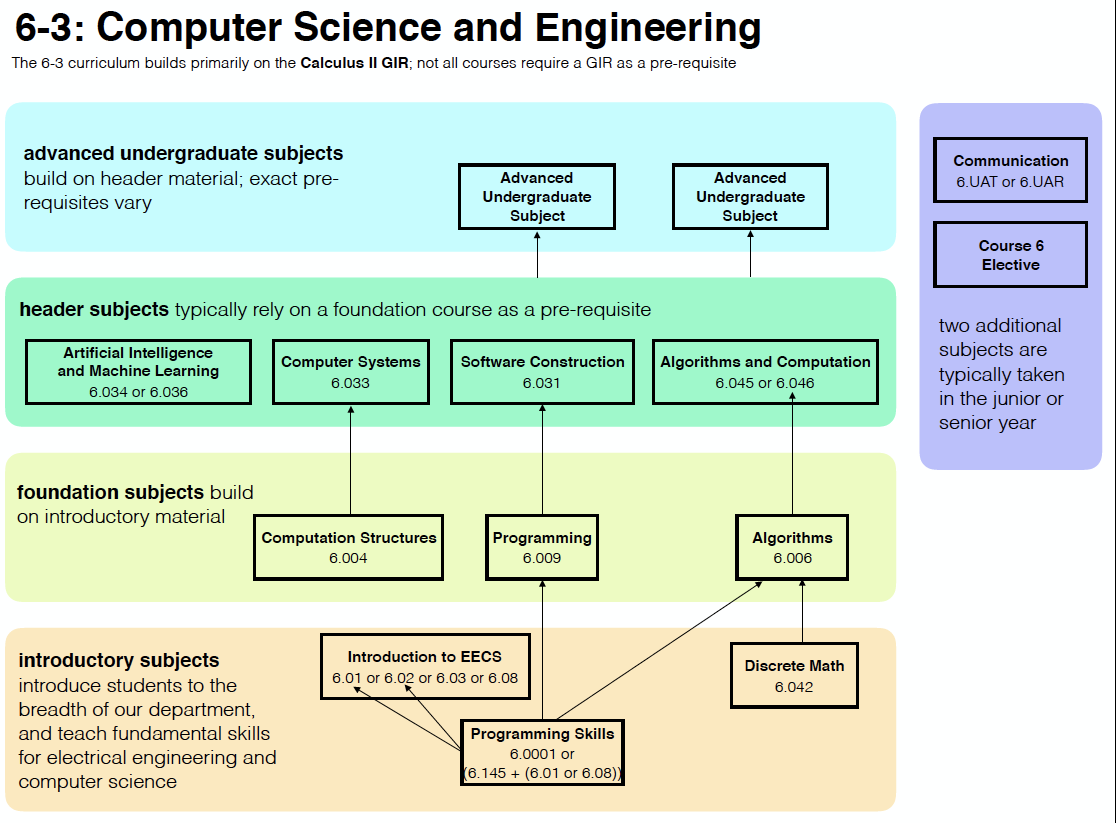 6-3: Computer Science and Engineering
The 6-3 curriculum builds primarily on the Calculus II GIR; not all courses require a GIR as a pre-requisite
advanced undergraduate subjects
build on header material; exact pre-
requisites vary
Advanced
Undergraduate
Subject
Advanced
Undergraduate
Subject
header subjects typically rely on a foundation course as a pre-requisite
Artificial Intelligence
and Machine Learning
6.034 or 6.036
Computer Systems
6.033
Software Construction
6.031
Algorithms and Computation
6.045 or 6.046
foundation subjects build
on introductory material
Computation Structures
6.004
Programming
6.009
Algorithms
6.006
introductory subjects
introduce students to the
breadth of our department,
and teach fundamental skills
for electrical engineering and
computer science
Introduction to EECS
6.01 or 6.02 or 6.03 or 6.08
Programming Skills
6.0001 or
(6.145 + (6.01 or 6.08))
Discrete Math
6.042
Communication
6.UAT or 6.UAR
Course 6
Elective
two additional
subjects are
typically taken
in the junior or
senior year